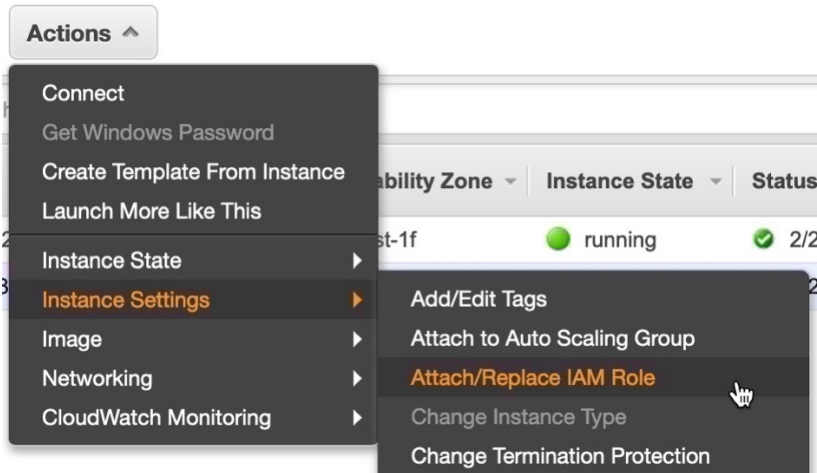 Actions
Connect
Get Windows Password
Create Template From Instance
Launch More Like This
Instance State
Instance Settings
Image
Networking
CloudWatch Monitoring
ability Zone
Instance State
Status
st-1f
running
2/2
Add/Edit Tags
Attach to Auto Scaling Group
Attach/Replace IAM Role
Change Instance Type
Change Termination Protection